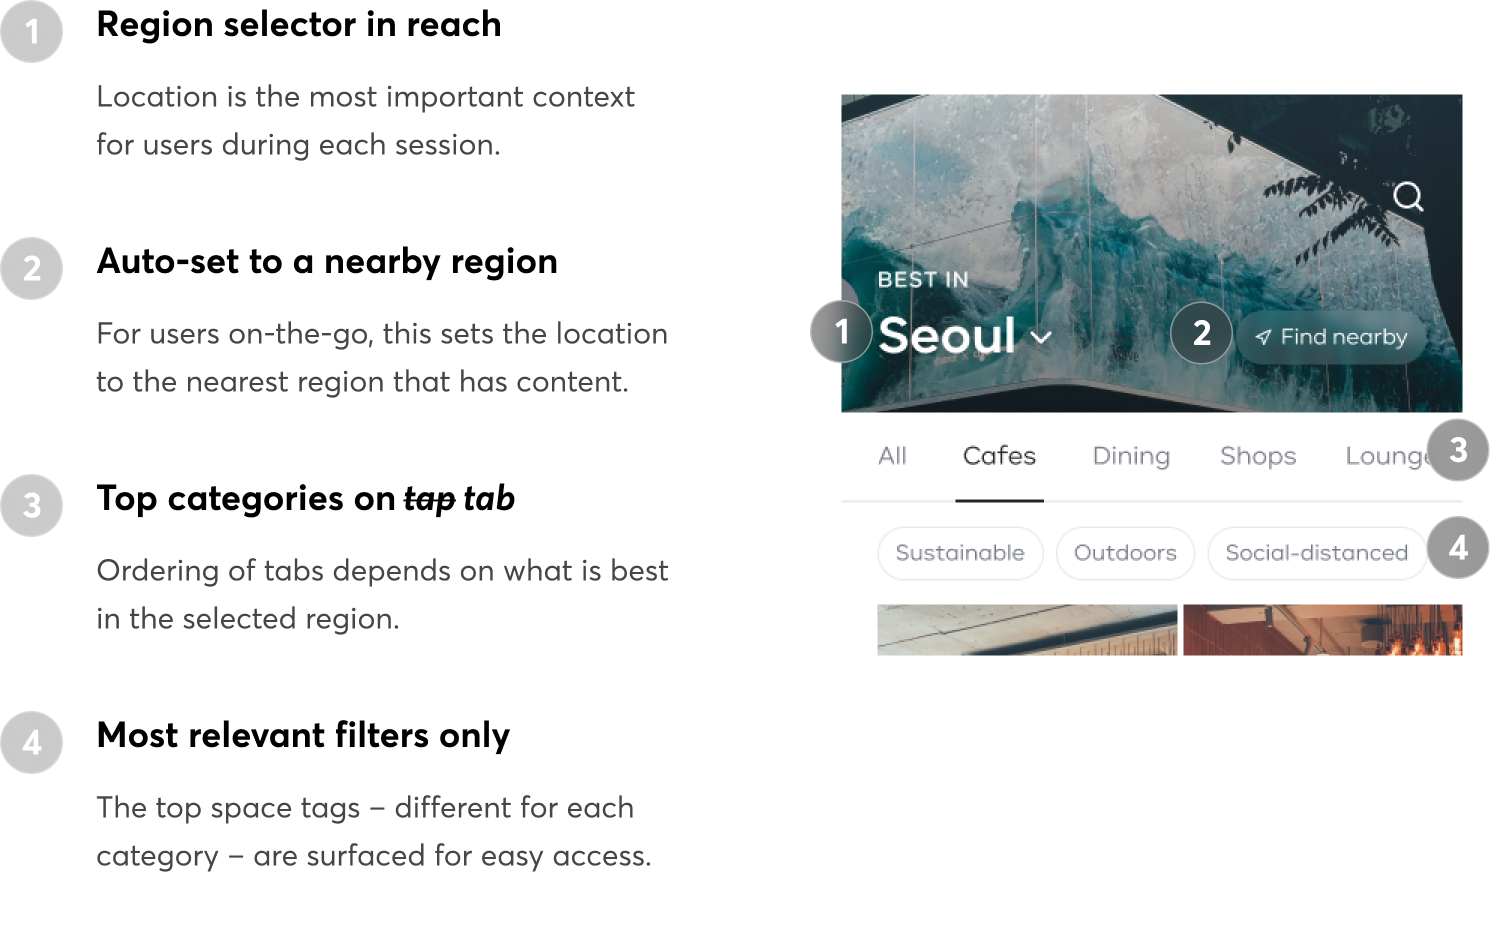 1
Region selector in reach
Location is the most important context
for users during each session.
2
Auto-set to a nearby region
For users on-the-go, this sets the location
to the nearest region that has content.
3
Top categories on tap tab
Ordering of tabs depends on what is best
in the selected region.
4
Most relevant filters only
The top space tags – different for each
category – are surfaced for easy access.
BEST IN
1 Seoul 2 Find nearby
All Cafes Dining Shops Lounge 3
Sustainable Outdoors Social-distanced 4